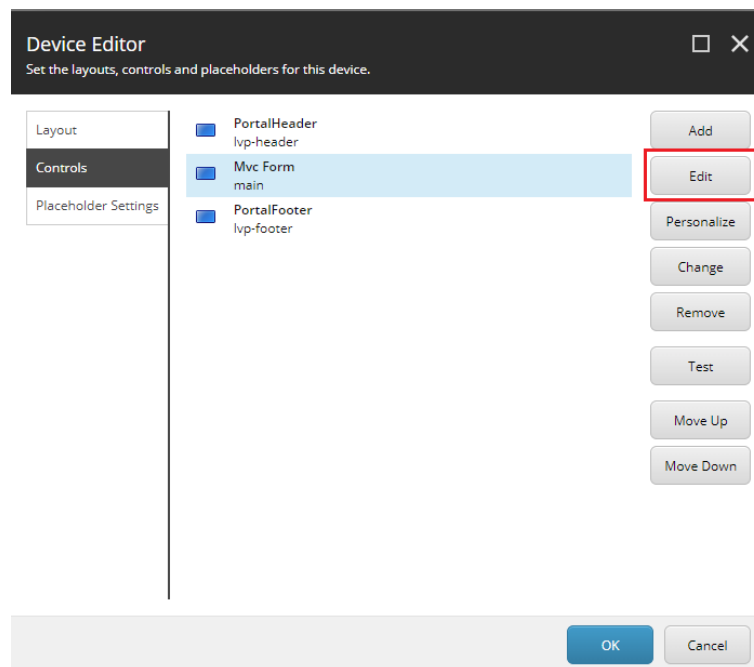 Device Editor
Set the layouts, controls and placeholders for this device.
Layout
Controls
Placeholder Settings
PortalHeader
lvp-header
Mvc Form
main
PortalFooter
lvp-footer
Add
Edit
Personalize
Change
Remove
Test
Move Up
Move Down
OK
Cancel